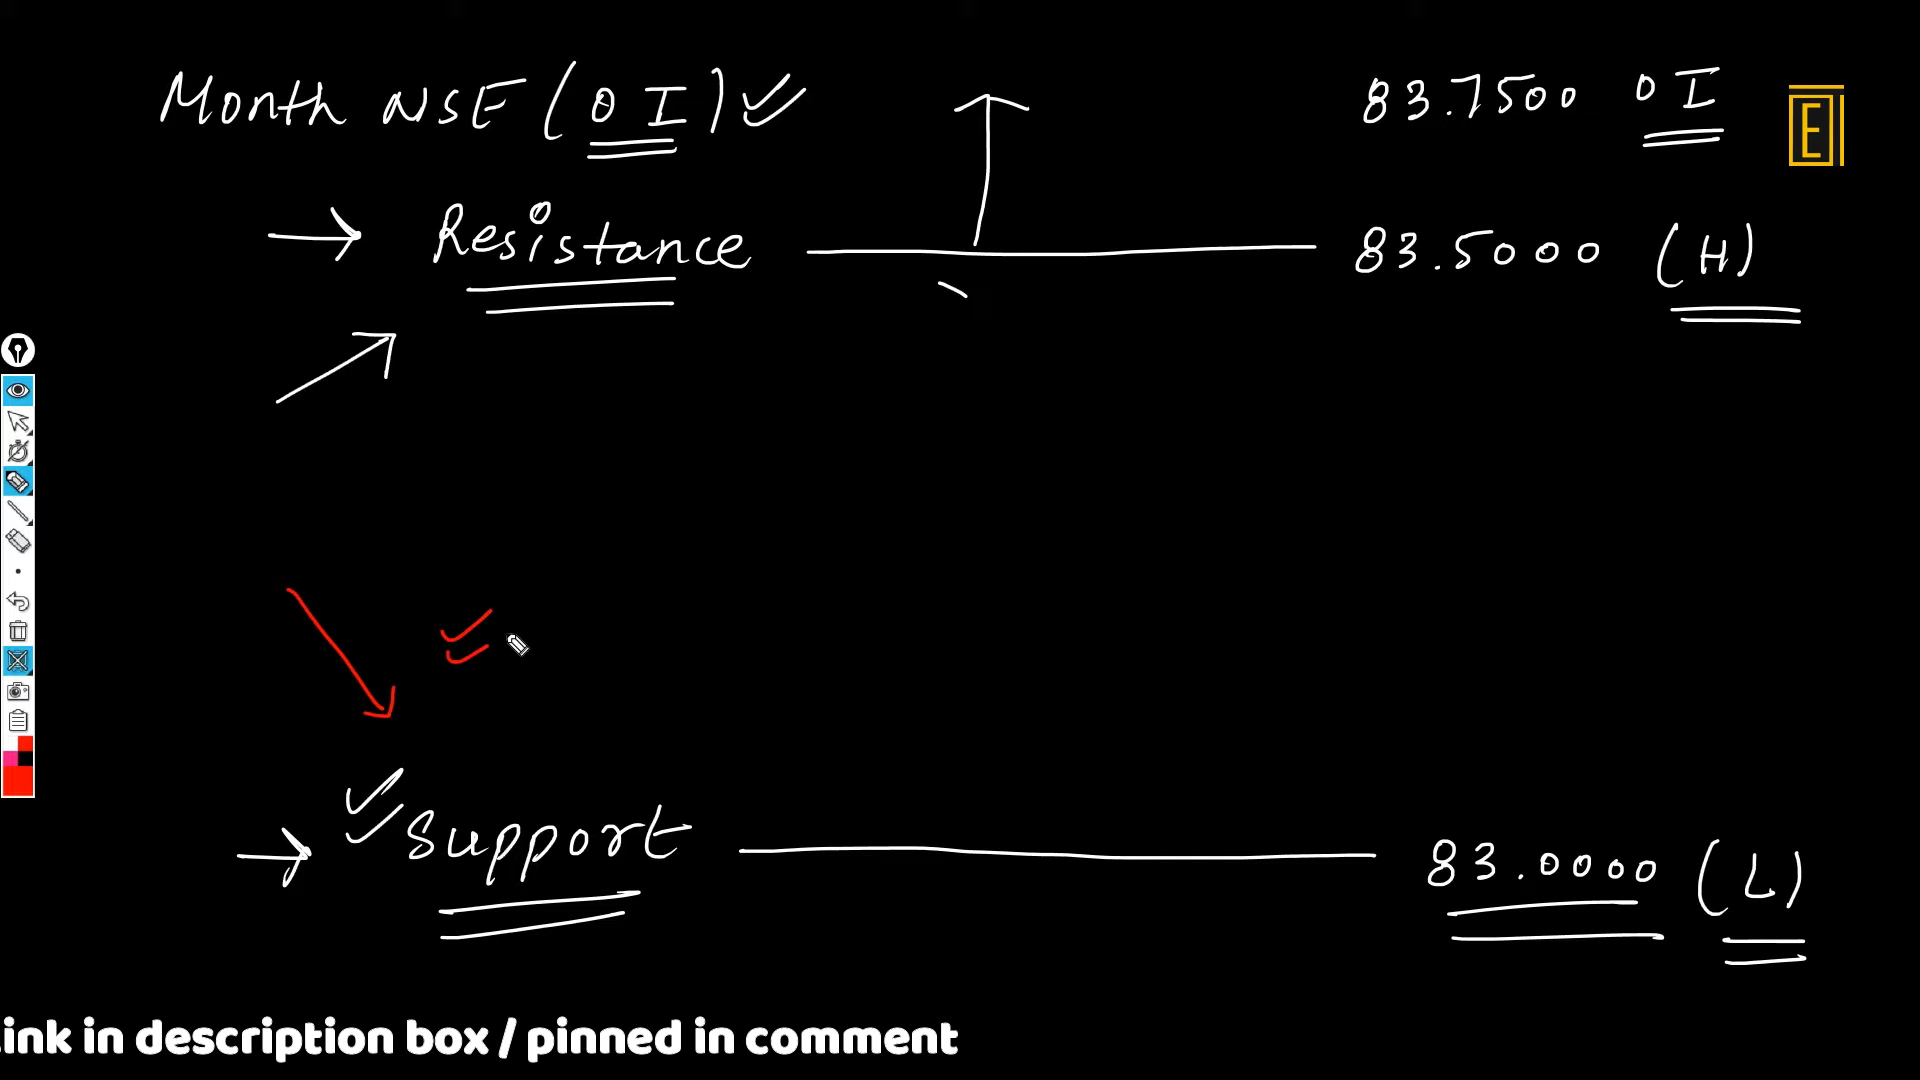 Month NSE (OI) 83.7500 OI
E
Resistance 83.5000 (H)
Support 83.0000 (L)
ink in description box / pinned in comment